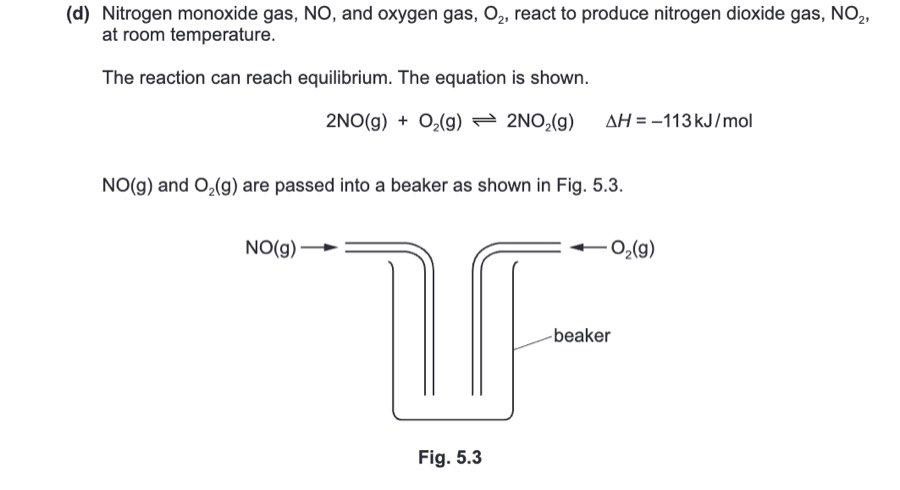 (d) Nitrogen monoxide gas, NO, and oxygen gas, O₂, react to produce nitrogen dioxide gas, NO₂,
at room temperature.
The reaction can reach equilibrium. The equation is shown.
2NO(g) + O₂(g) ⇌ 2NO₂(g) ΔH = –113 kJ/mol
NO(g) and O₂(g) are passed into a beaker as shown in Fig. 5.3.
NO(g) O₂(g)
beaker
Fig. 5.3